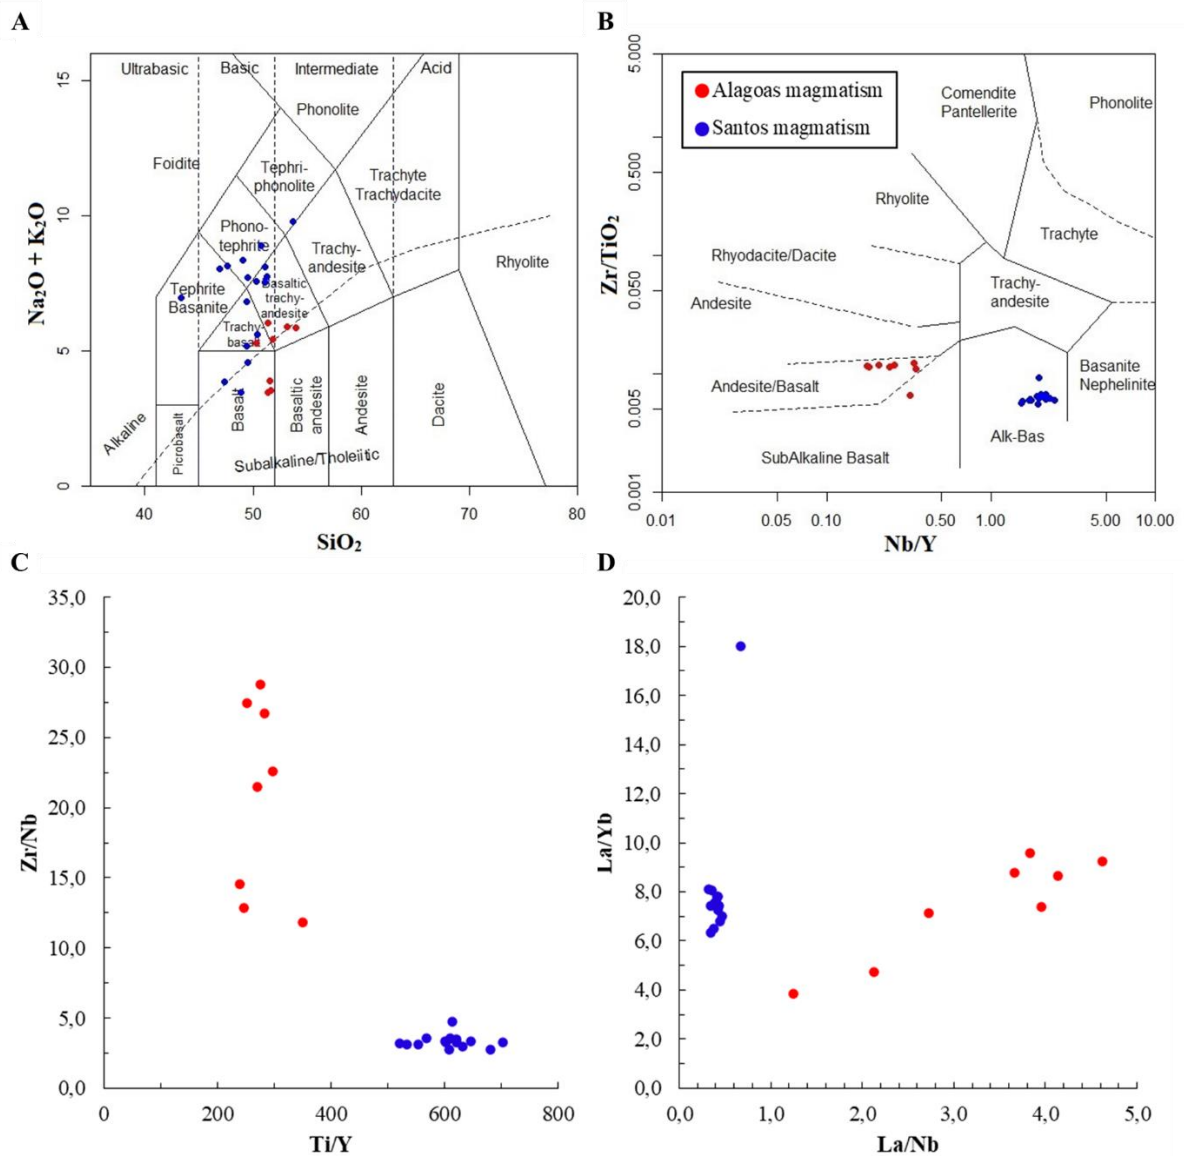 A
Ultrabasic
Basic
Intermediate
Acid
Phonolite
Foidite
Tephri-
phonolite
Trachyte
Trachydacite
Phono-
tephrite
Trachy-
andesite
Rhyolite
Tephrite
Basanite
Basaltic
trachy-
andesite
Trachy-
basalt
Alkaline
Picrobasalt
Basalt
Basaltic
andesite
Andesite
Dacite
Subalkaline/Tholeiitic
Na₂O + K₂O
15
10
5
0
40
50
60
70
80
SiO₂
B
Alagoas magmatism
Santos magmatism
Comendite
Pantellerite
Phonolite
Rhyolite
Trachyte
Rhyodacite/Dacite
Trachy-
andesite
Andesite
Andesite/Basalt
Basanite
Nephelinite
Alk-Bas
SubAlkaline Basalt
Zr/TiO₂
5.000
0.500
0.050
0.005
0.001
0.01
0.05
0.10
0.50
1.00
5.00
10.00
Nb/Y
C
35,0
30,0
25,0
20,0
15,0
10,0
5,0
0,0
Zr/Nb
0
200
400
600
800
Ti/Y
D
20,0
18,0
16,0
14,0
12,0
10,0
8,0
6,0
4,0
2,0
0,0
La/Yb
0,0
1,0
2,0
3,0
4,0
5,0
La/Nb